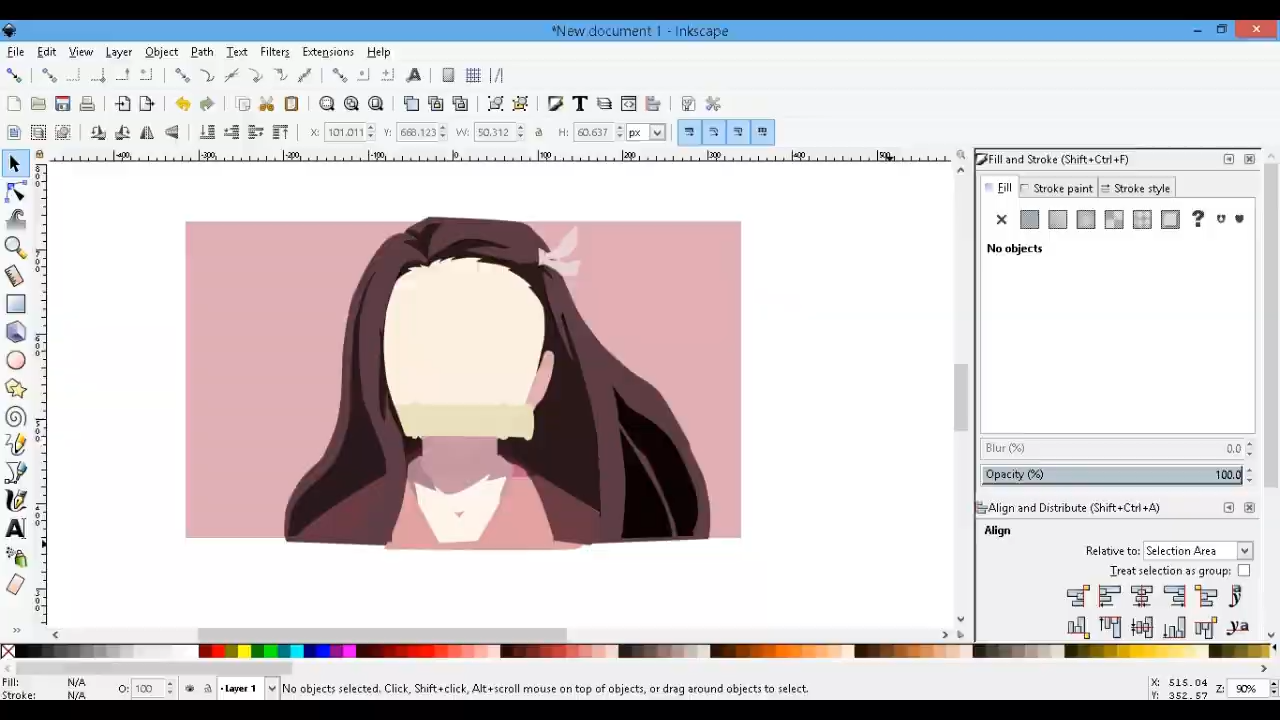 *New document 1 - Inkscape
File Edit View Layer Object Path Text Filters Extensions Help
X: 101.011 Y: 668.123 W: 50.312 H: 60.637 px
Fill and Stroke (Shift+Ctrl+F)
Fill Stroke paint Stroke style
No objects
Blur (%) 0.0
Opacity (%) 100.0
Align and Distribute (Shift+Ctrl+A)
Align
Relative to: Selection Area
Treat selection as group:
Fill: N/A
Stroke: N/A
O: 100
Layer 1
No objects selected. Click, Shift+click, Alt+scroll mouse on top of objects, or drag around objects to select.
X: 515.04
Y: 352.57
Z: 90%